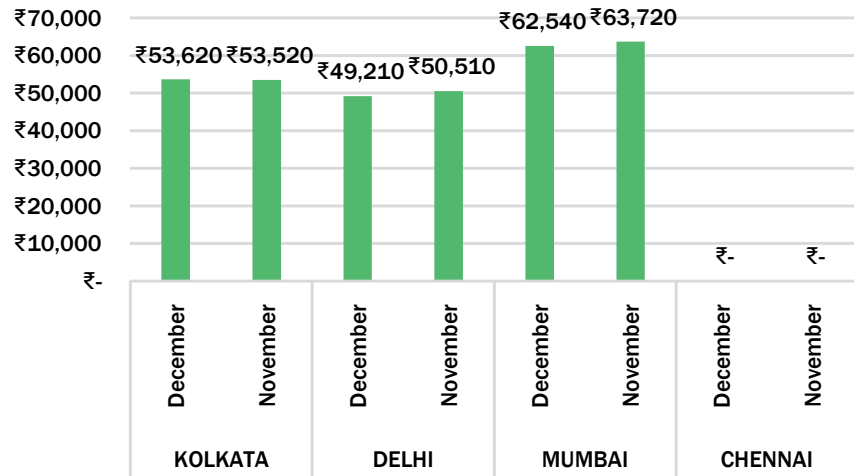 ₹70,000
₹60,000
₹50,000
₹40,000
₹30,000
₹20,000
₹10,000
₹-
₹53,620 ₹53,520 ₹49,210 ₹50,510 ₹62,540 ₹63,720 ₹- ₹-
December November December November December November December November
KOLKATA DELHI MUMBAI CHENNAI